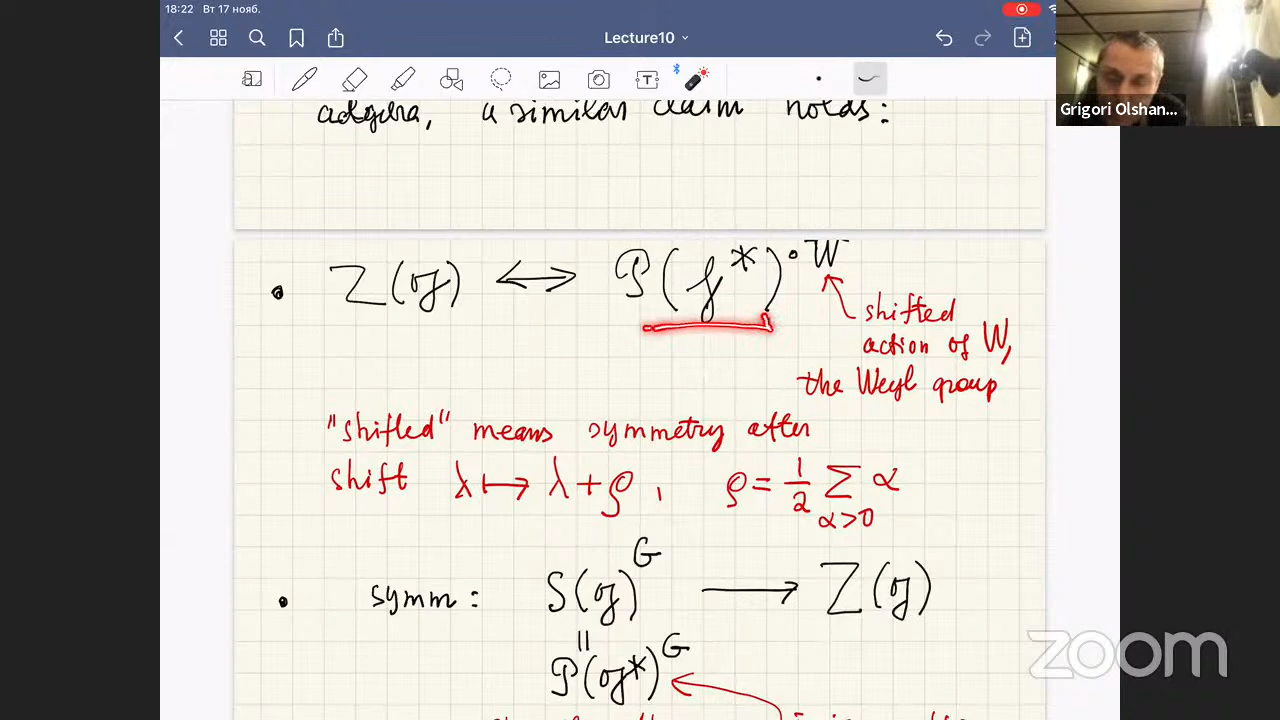 18:22 Вт 17 нояб.
Lecture10
Grigori Olshan...
algebra, a similar claim holds:
• Z(𝔤) ⟷ P(𝔥*)^{•W}
shifted
action of W,
the Weyl group
"shifted" means symmetry after
shift λ ↦ λ + ρ, ρ = 1/2 Σ_{α>0} α
• symm: S(𝔤)^G ⟶ Z(𝔤)
||
P(𝔤*)^G
zoom